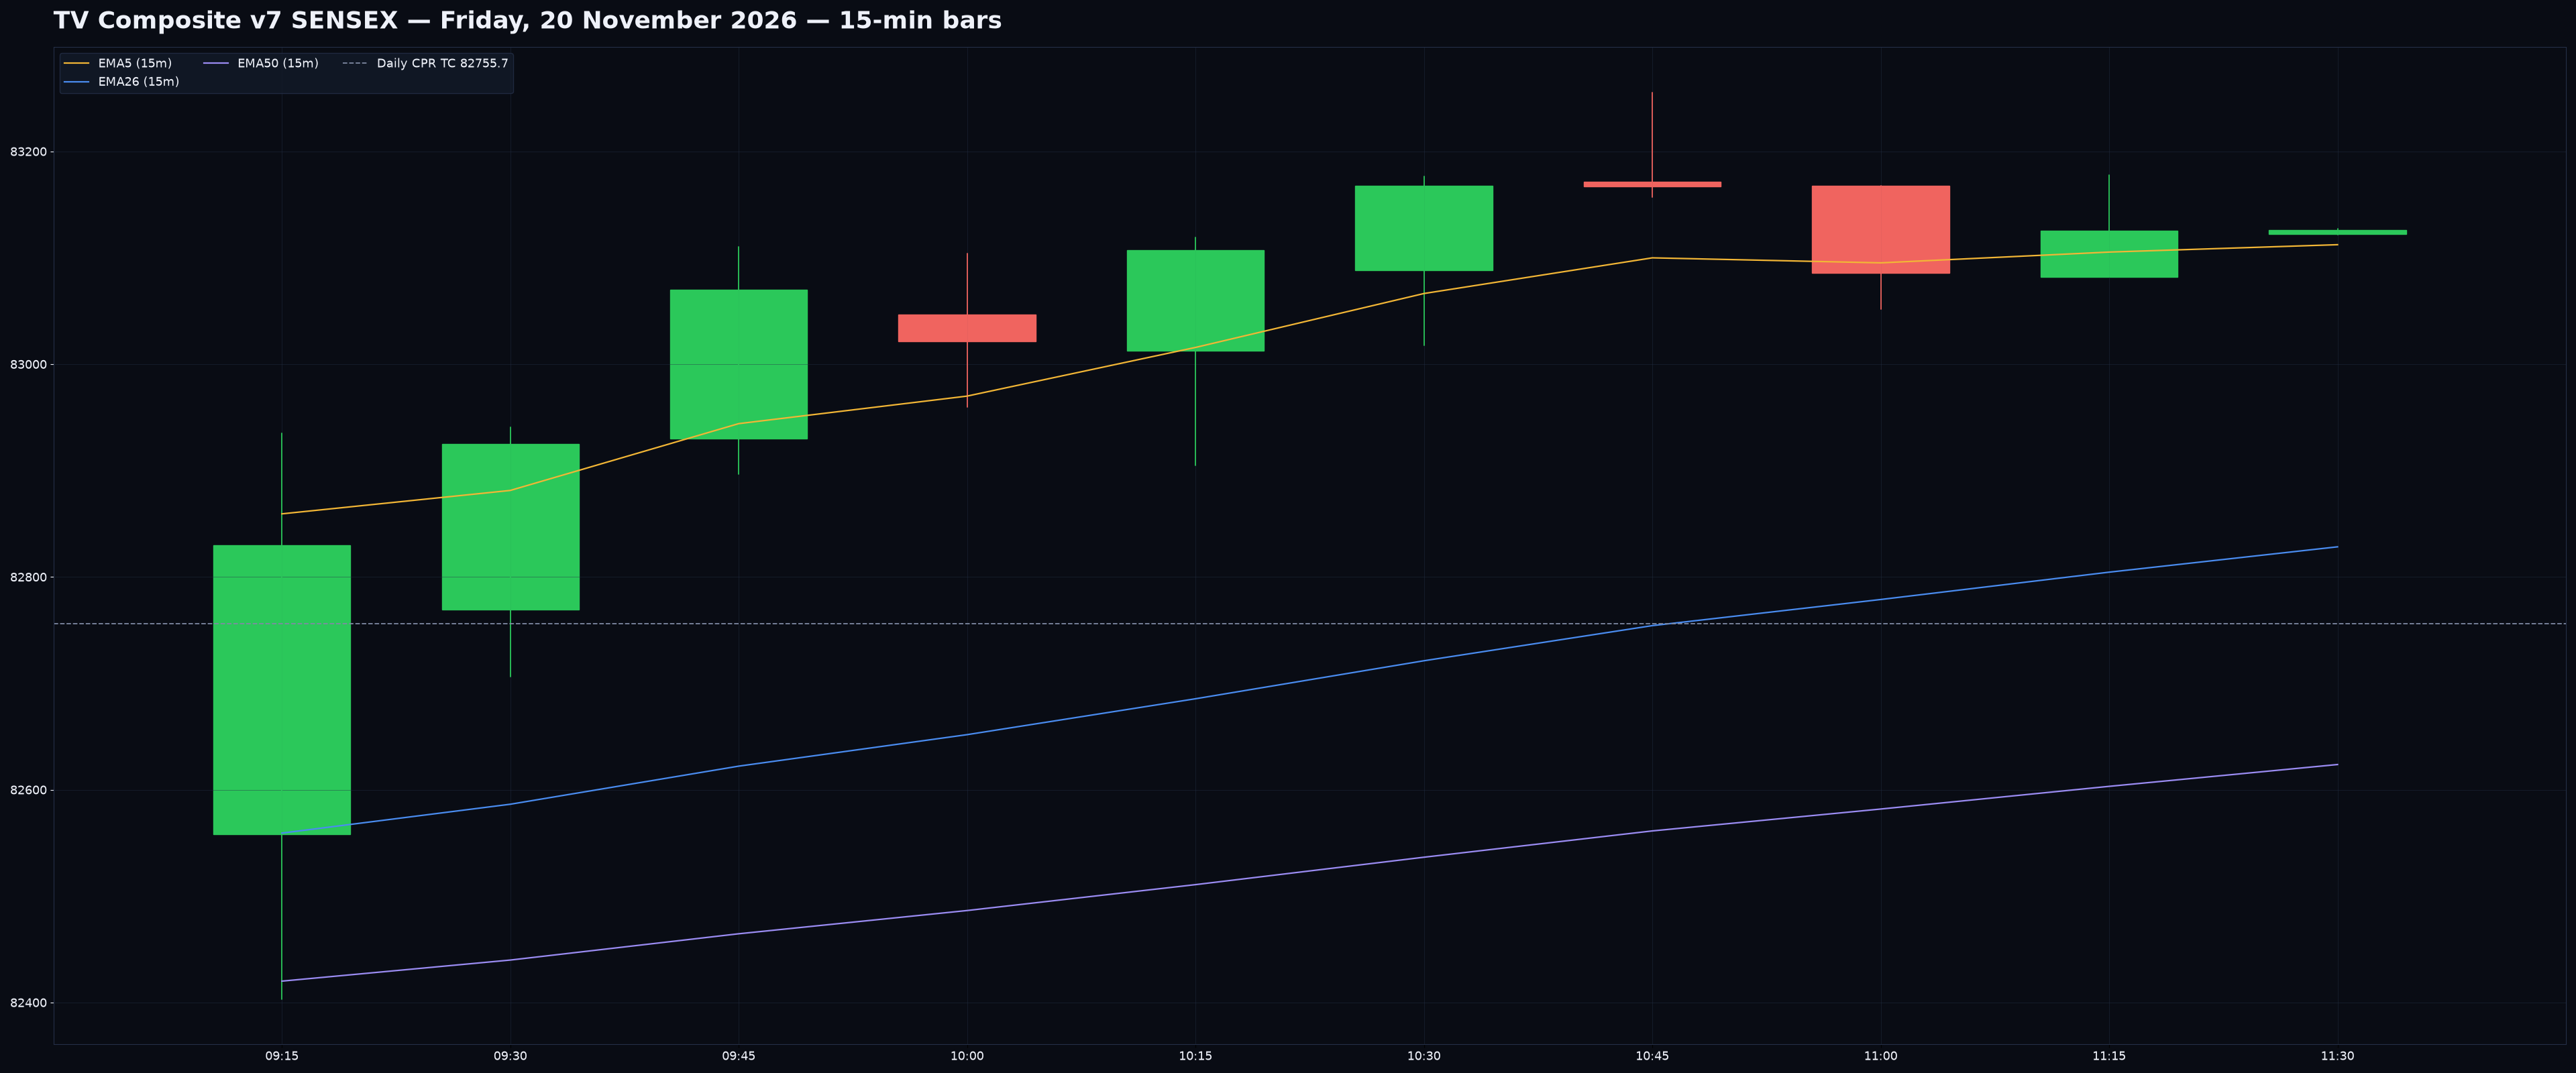 TV Composite v7 SENSEX — Friday, 20 November 2026 — 15-min bars
EMA5 (15m) EMA50 (15m) Daily CPR TC 82755.7
EMA26 (15m)
83200
83000
82800
82600
82400
09:15 09:30 09:45 10:00 10:15 10:30 10:45 11:00 11:15 11:30